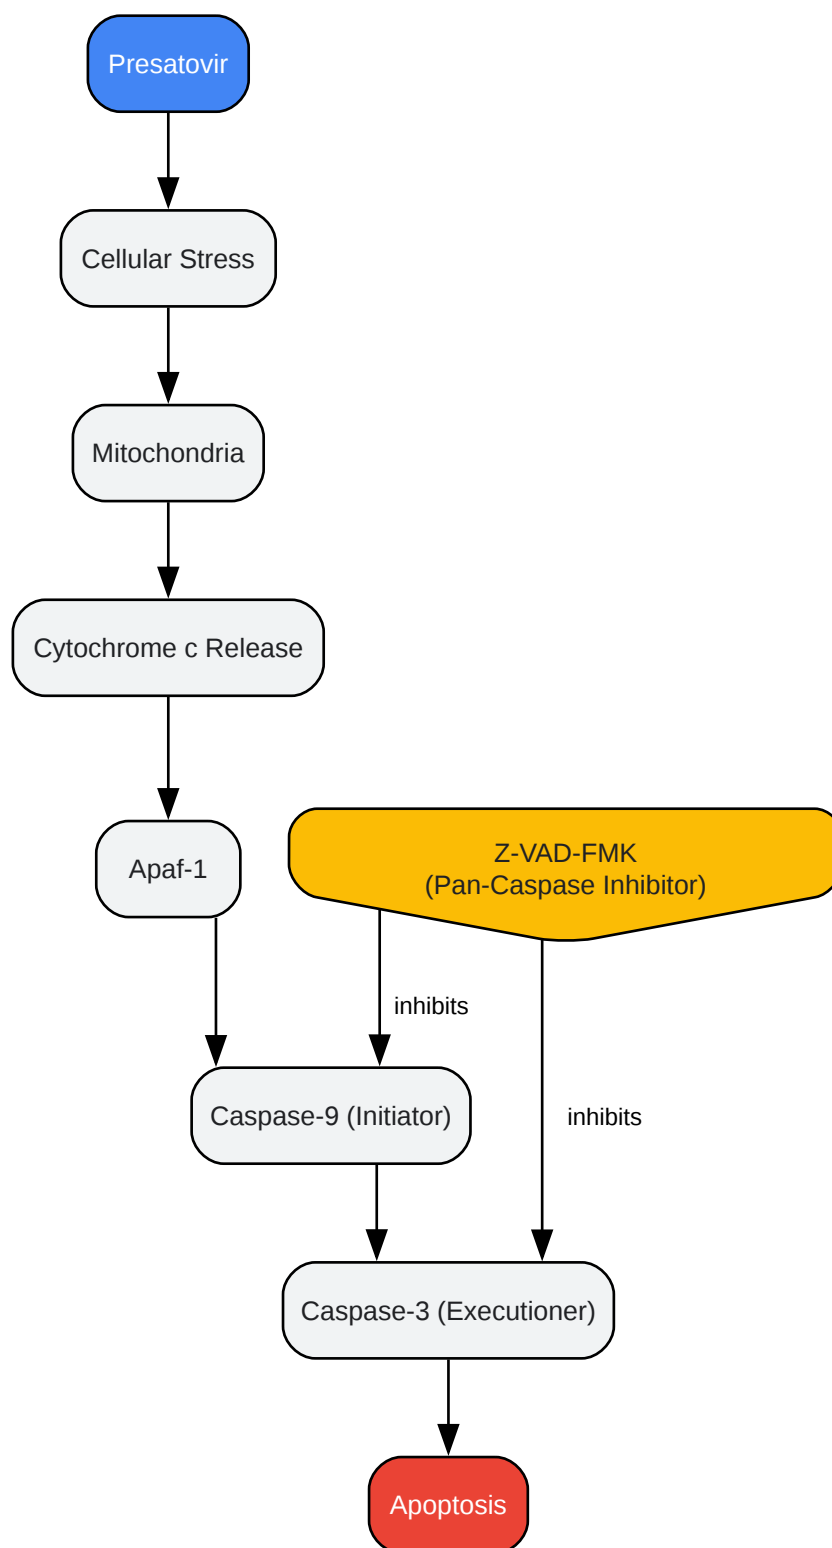 Presatovir
Cellular Stress
Mitochondria
Cytochrome c Release
Apaf-1
Z-VAD-FMK
(Pan-Caspase Inhibitor)
inhibits
Caspase-9 (Initiator)
inhibits
Caspase-3 (Executioner)
Apoptosis